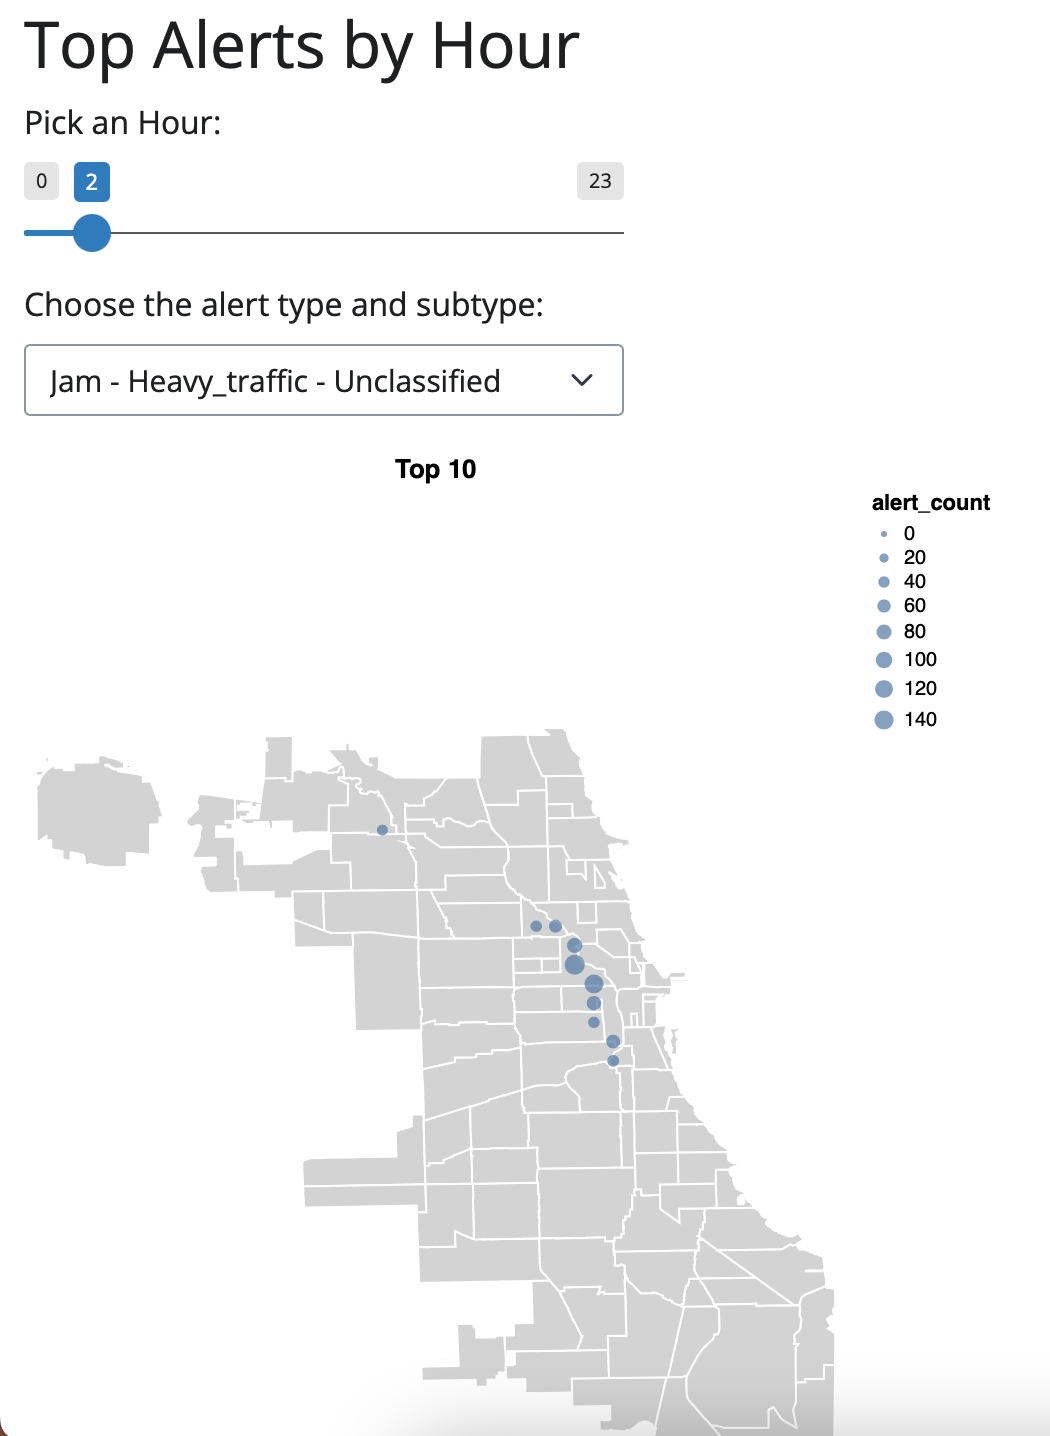 Top Alerts by Hour
Pick an Hour:
0 2 23
Choose the alert type and subtype:
Jam - Heavy_traffic - Unclassified
Top 10
alert_count
0
20
40
60
80
100
120
140